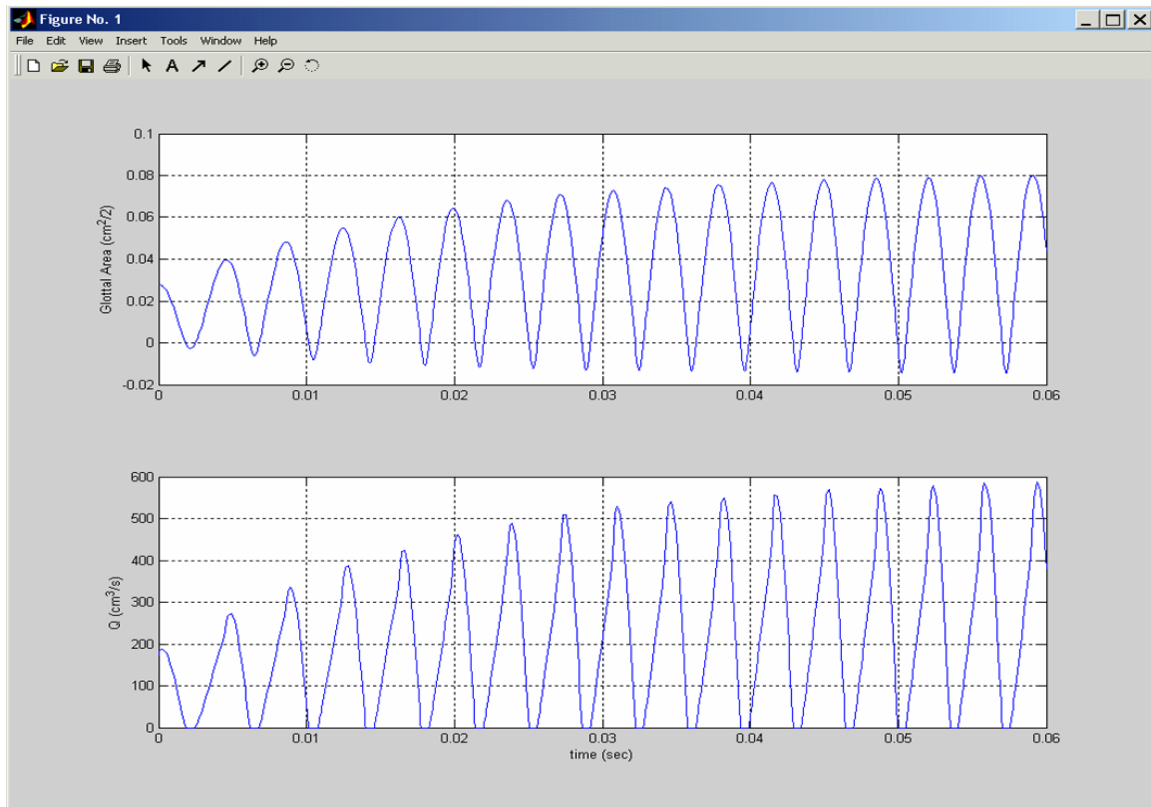 Figure No. 1
File Edit View Insert Tools Window Help
A
Glottal Area (cm²/2)
0.1
0.08
0.06
0.04
0.02
0
-0.02
0 0.01 0.02 0.03 0.04 0.05 0.06
Q (cm³/s)
600
500
400
300
200
100
0
0 0.01 0.02 0.03 0.04 0.05 0.06
time (sec)